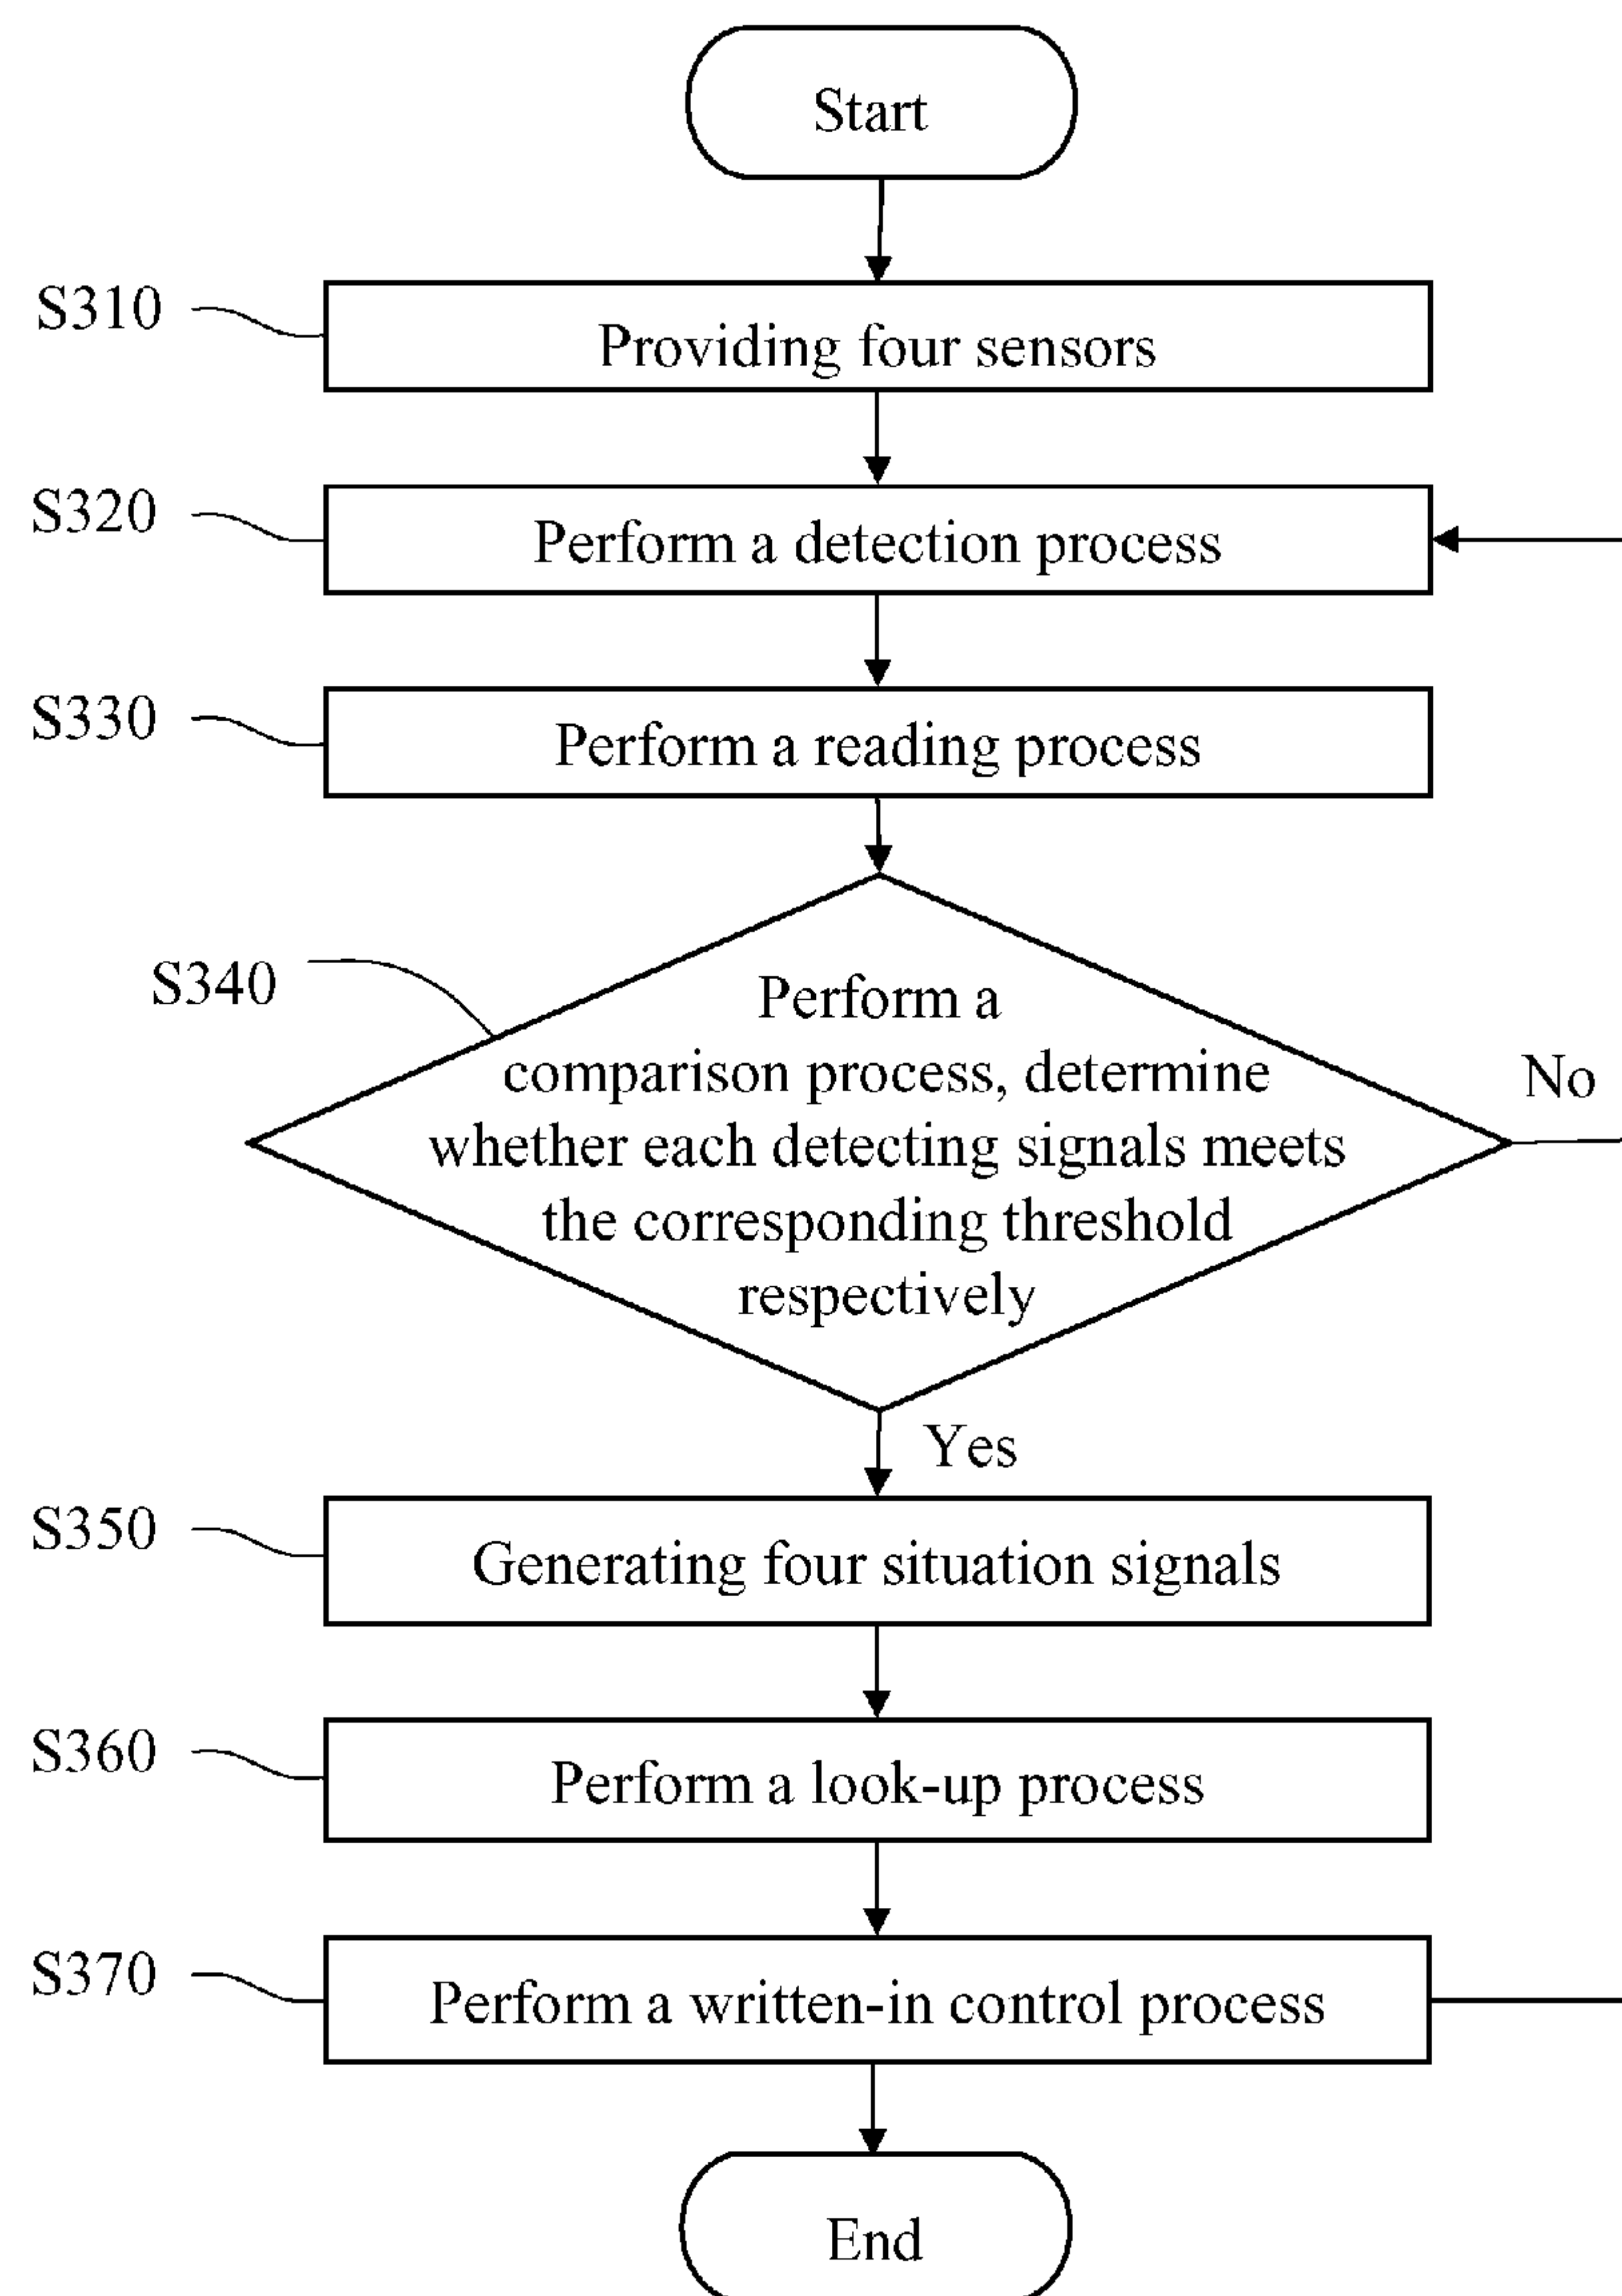 Start
S310
Providing four sensors
S320
Perform a detection process
S330
Perform a reading process
S340
Perform a
comparison process, determine
whether each detecting signals meets
the corresponding threshold
respectively
No
Yes
S350
Generating four situation signals
S360
Perform a look-up process
S370
Perform a written-in control process
End